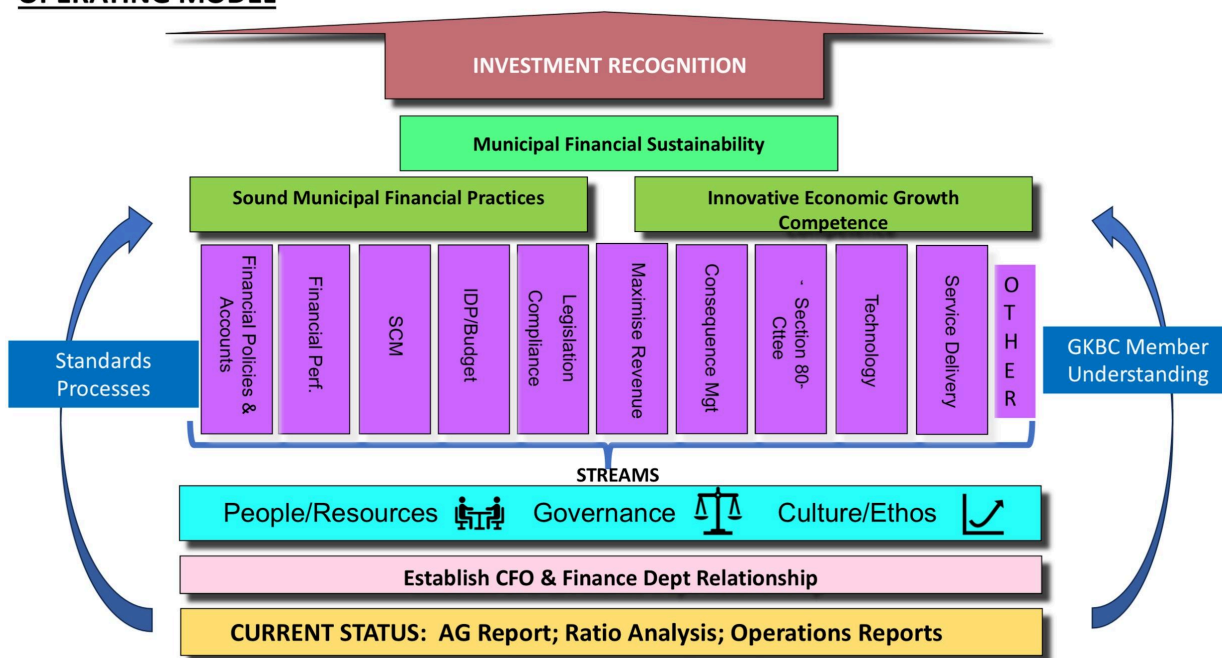 OPERATING MODEL
INVESTMENT RECOGNITION
Municipal Financial Sustainability
Sound Municipal Financial Practices
Innovative Economic Growth
Competence
Financial Policies &
Accounts
Financial Perf.
SCM
IDP/Budget
Legislation
Compliance
Maximise Revenue
Consequence Mgt
- Section 80-
Cttee
Technology
Service Delivery
OTHER
Standards
Processes
GKBC Member
Understanding
STREAMS
People/Resources Governance Culture/Ethos
Establish CFO & Finance Dept Relationship
CURRENT STATUS: AG Report; Ratio Analysis; Operations Reports